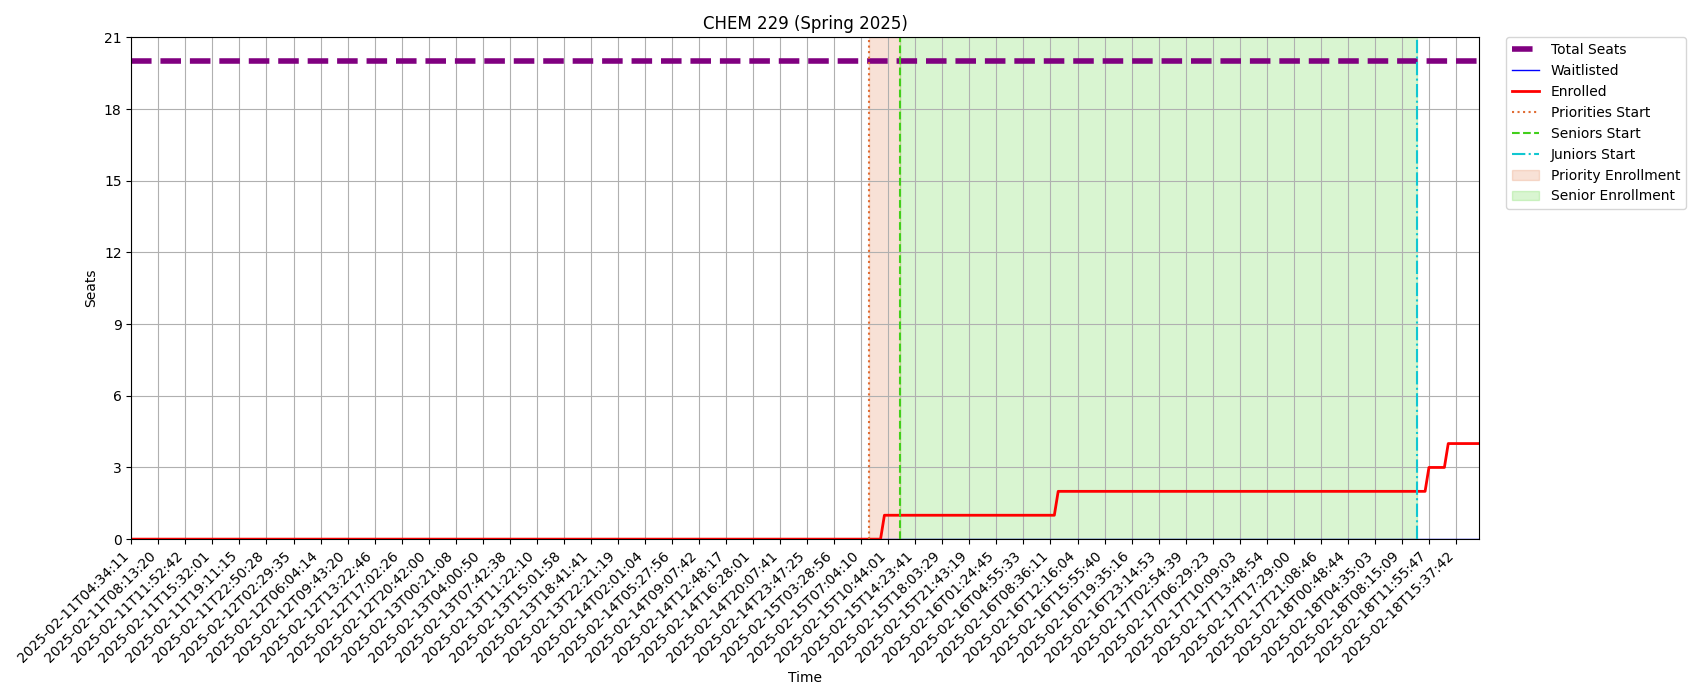 CHEM 229 (Spring 2025)
Total Seats
Waitlisted
Enrolled
Priorities Start
Seniors Start
Juniors Start
Priority Enrollment
Senior Enrollment
21
18
15
12
9
6
3
0
Seats
2025-02-11T04:34:11
2025-02-11T08:13:20
2025-02-11T11:52:42
2025-02-11T15:32:01
2025-02-11T19:11:15
2025-02-11T22:50:28
2025-02-12T02:29:35
2025-02-12T06:04:14
2025-02-12T09:43:20
2025-02-12T13:22:46
2025-02-12T17:02:26
2025-02-12T20:42:00
2025-02-13T00:21:08
2025-02-13T04:00:50
2025-02-13T07:42:38
2025-02-13T11:22:10
2025-02-13T15:01:58
2025-02-13T18:41:41
2025-02-13T22:21:19
2025-02-14T02:01:04
2025-02-14T05:27:56
2025-02-14T09:07:42
2025-02-14T12:48:17
2025-02-14T16:28:01
2025-02-14T20:07:41
2025-02-14T23:47:25
2025-02-15T03:28:56
2025-02-15T07:04:10
2025-02-15T10:44:01
2025-02-15T14:23:41
2025-02-15T18:03:29
2025-02-15T21:43:19
2025-02-16T01:24:45
2025-02-16T04:55:33
2025-02-16T08:36:11
2025-02-16T12:16:04
2025-02-16T15:55:40
2025-02-16T19:35:16
2025-02-16T23:14:53
2025-02-17T02:54:39
2025-02-17T06:29:23
2025-02-17T10:09:03
2025-02-17T13:48:54
2025-02-17T17:29:00
2025-02-17T21:08:46
2025-02-18T00:48:44
2025-02-18T04:35:03
2025-02-18T08:15:09
2025-02-18T11:55:47
2025-02-18T15:37:42
Time